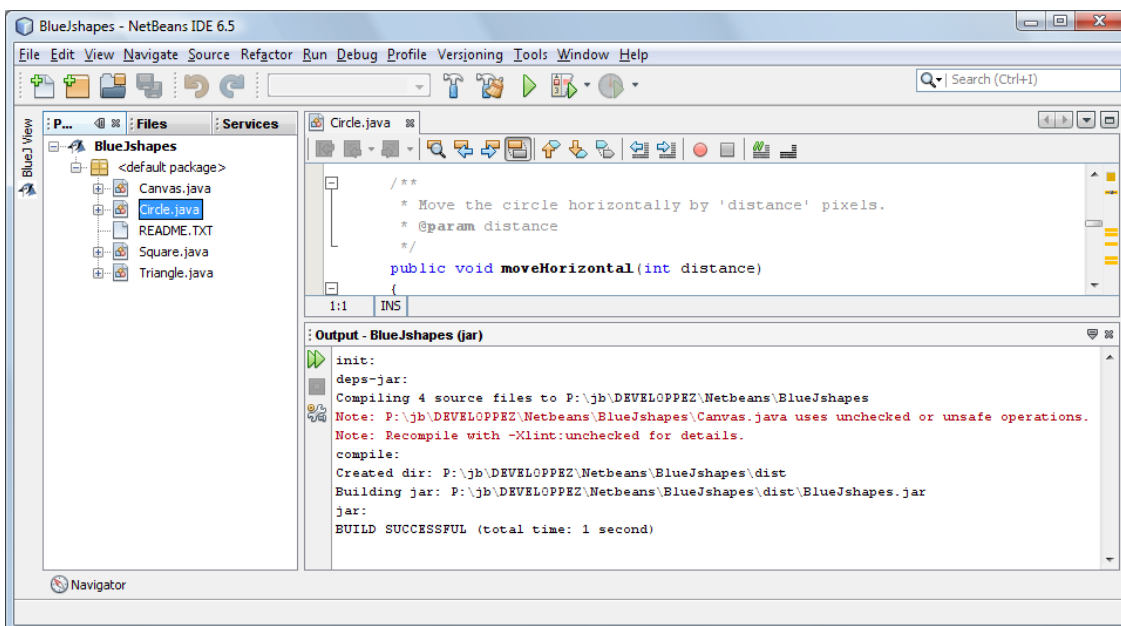 BlueJshapes - NetBeans IDE 6.5
File Edit View Navigate Source Refactor Run Debug Profile Versioning Tools Window Help
Search (Ctrl+I)
BlueJ View
P... Files Services
BlueJshapes
<default package>
Canvas.java
Circle.java
README.TXT
Square.java
Triangle.java
Circle.java
/**
* Move the circle horizontally by 'distance' pixels.
* @param distance
*/
public void moveHorizontal(int distance)
{
1:1 INS
Output - BlueJshapes (jar)
init:
deps-jar:
Compiling 4 source files to P:\jb\DEVELOPPEZ\Netbeans\BlueJshapes
Note: P:\jb\DEVELOPPEZ\Netbeans\BlueJshapes\Canvas.java uses unchecked or unsafe operations.
Note: Recompile with -Xlint:unchecked for details.
compile:
Created dir: P:\jb\DEVELOPPEZ\Netbeans\BlueJshapes\dist
Building jar: P:\jb\DEVELOPPEZ\Netbeans\BlueJshapes\dist\BlueJshapes.jar
jar:
BUILD SUCCESSFUL (total time: 1 second)
Navigator